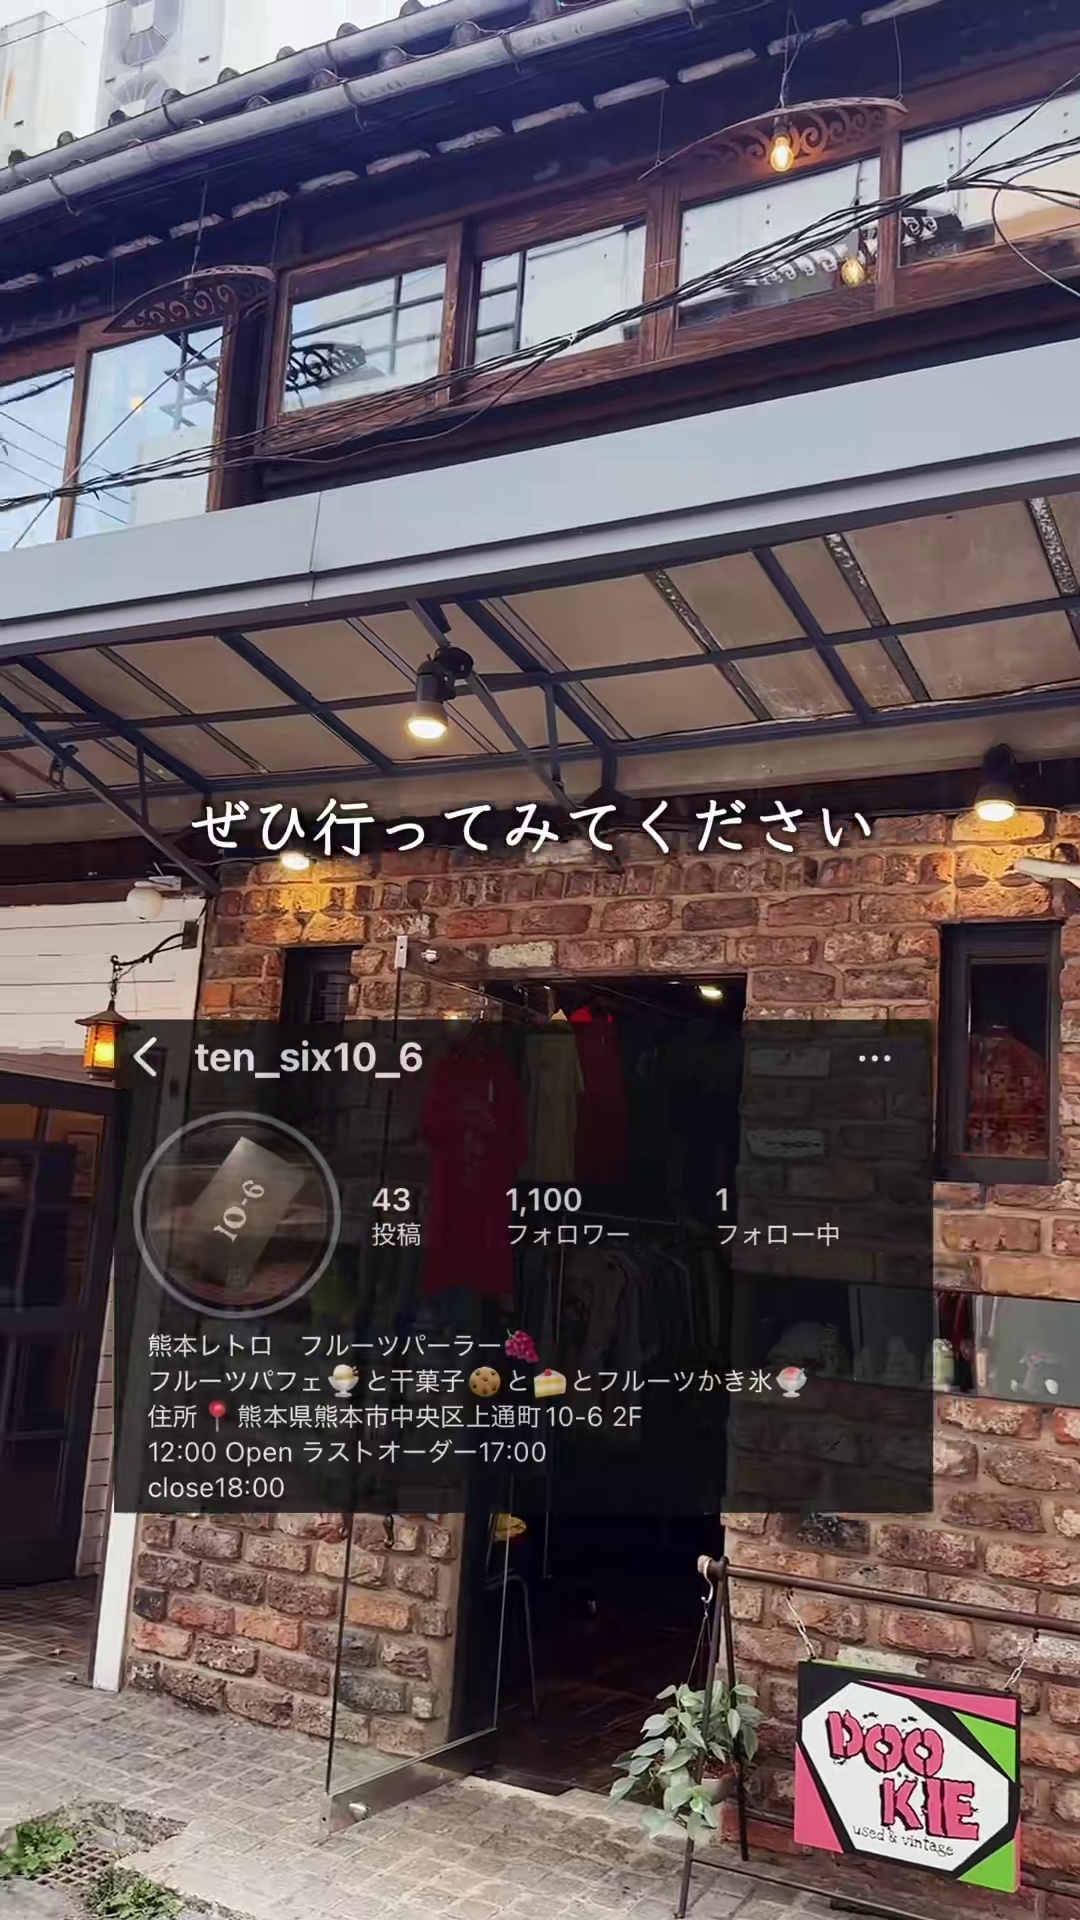 ぜひ行ってみてください
ten_six10_6
10-6
43 1,100 1
投稿 フォロワー フォロー中
熊本レトロ フルーツパーラー🍇
フルーツパフェ🍨と干菓子🍪と🍰とフルーツかき氷🍧
住所📍熊本県熊本市中央区上通町10-6 2F
12:00 Open ラストオーダー17:00
close18:00
DOO
KIE
used & vintage